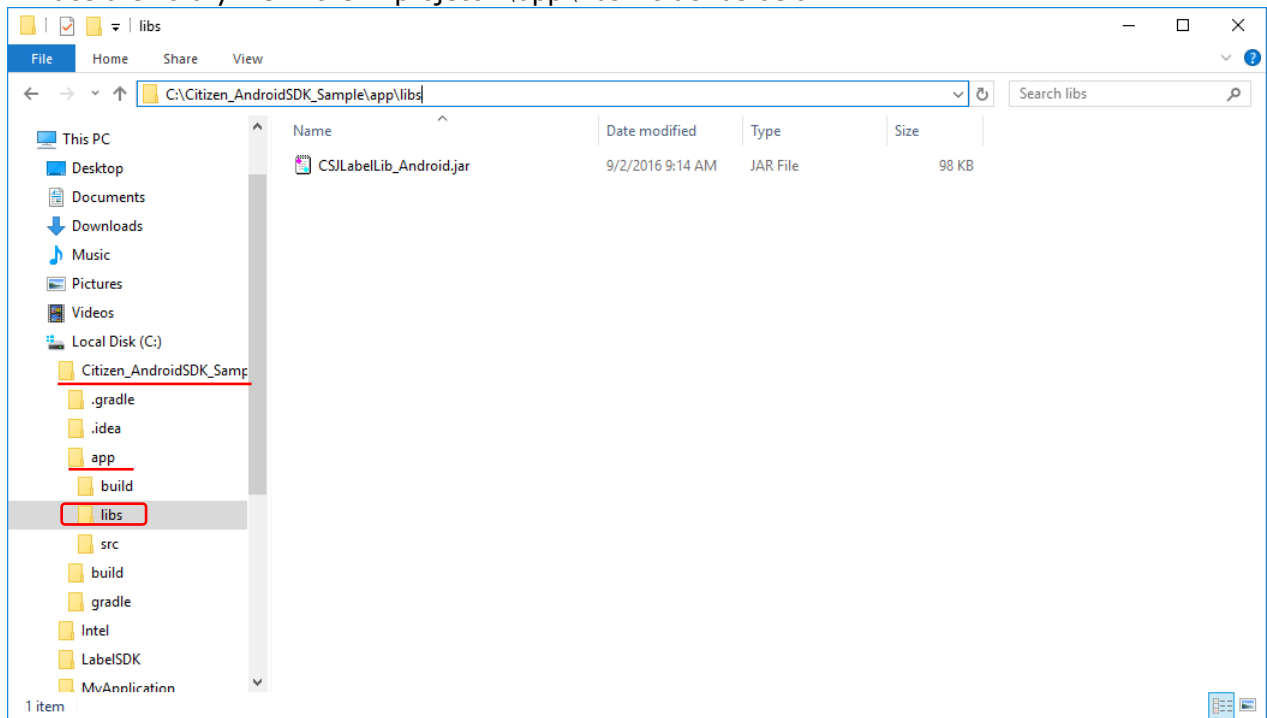 libs
File Home Share View
C:\Citizen_AndroidSDK_Sample\app\libs
Search libs
Name Date modified Type Size
CSJLabelLib_Android.jar 9/2/2016 9:14 AM JAR File 98 KB
This PC
Desktop
Documents
Downloads
Music
Pictures
Videos
Local Disk (C:)
Citizen_AndroidSDK_Samp
.gradle
.idea
app
build
libs
src
build
gradle
Intel
LabelSDK
MyApplication
1 item